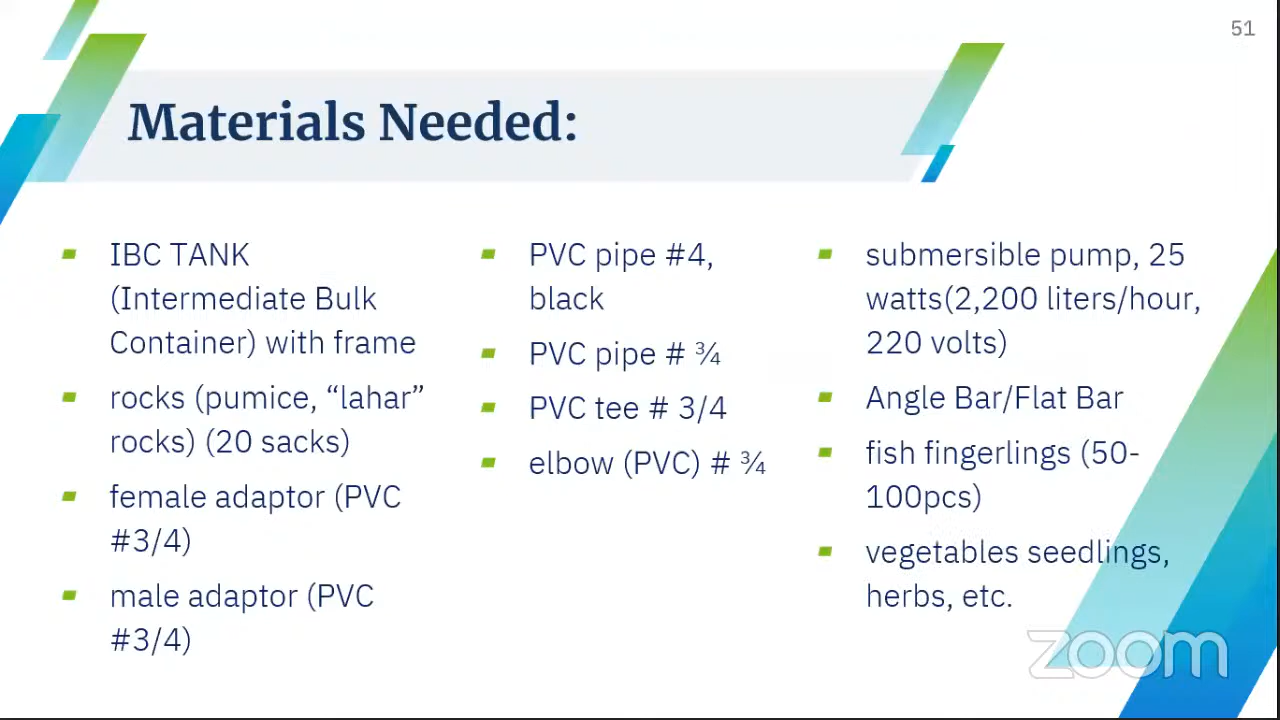 51
Materials Needed:
IBC TANK
(Intermediate Bulk
Container) with frame
rocks (pumice, “lahar”
rocks) (20 sacks)
female adaptor (PVC
#3/4)
male adaptor (PVC
#3/4)
PVC pipe #4,
black
PVC pipe # ¾
PVC tee # 3/4
elbow (PVC) # ¾
submersible pump, 25
watts(2,200 liters/hour,
220 volts)
Angle Bar/Flat Bar
fish fingerlings (50-
100pcs)
vegetables seedlings,
herbs, etc.
zoom